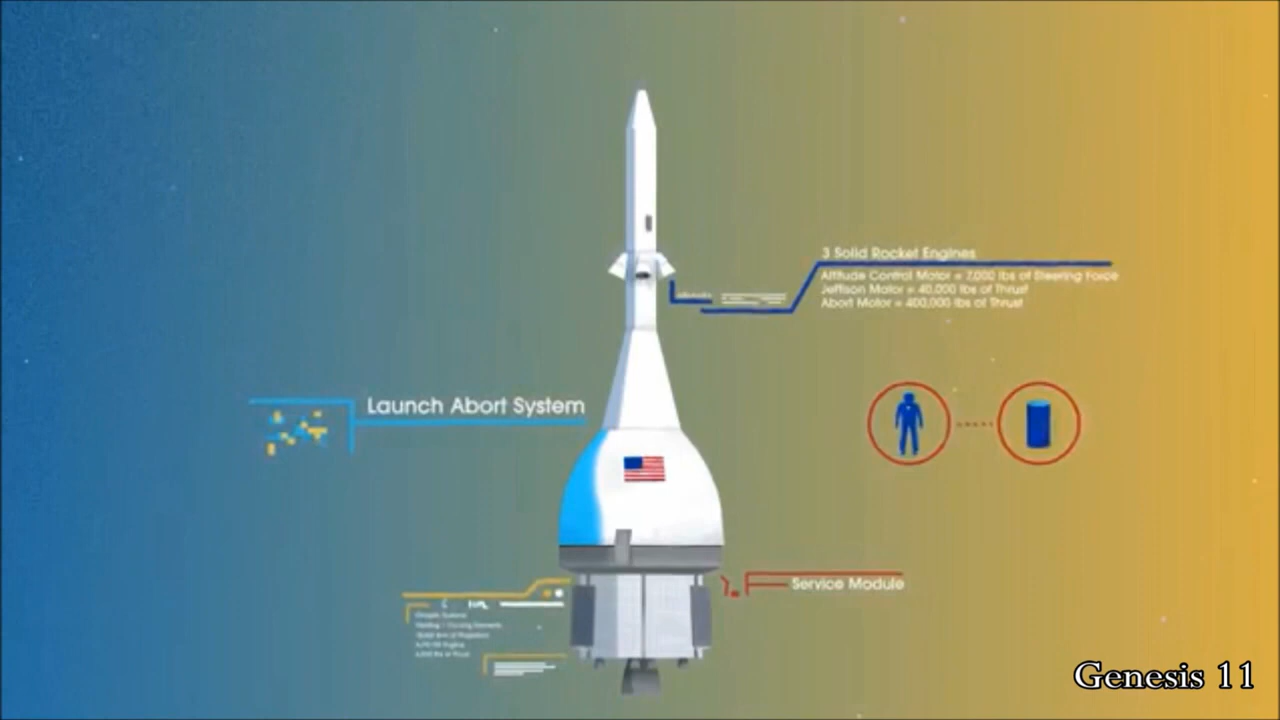 3 Solid Rocket Engines
Altitude Control Motor = 7,000 lbs of Steering Force
Jettison Motor = 40,000 lbs of Thrust
Abort Motor = 400,000 lbs of Thrust
Launch Abort System
Service Module
Genesis 11